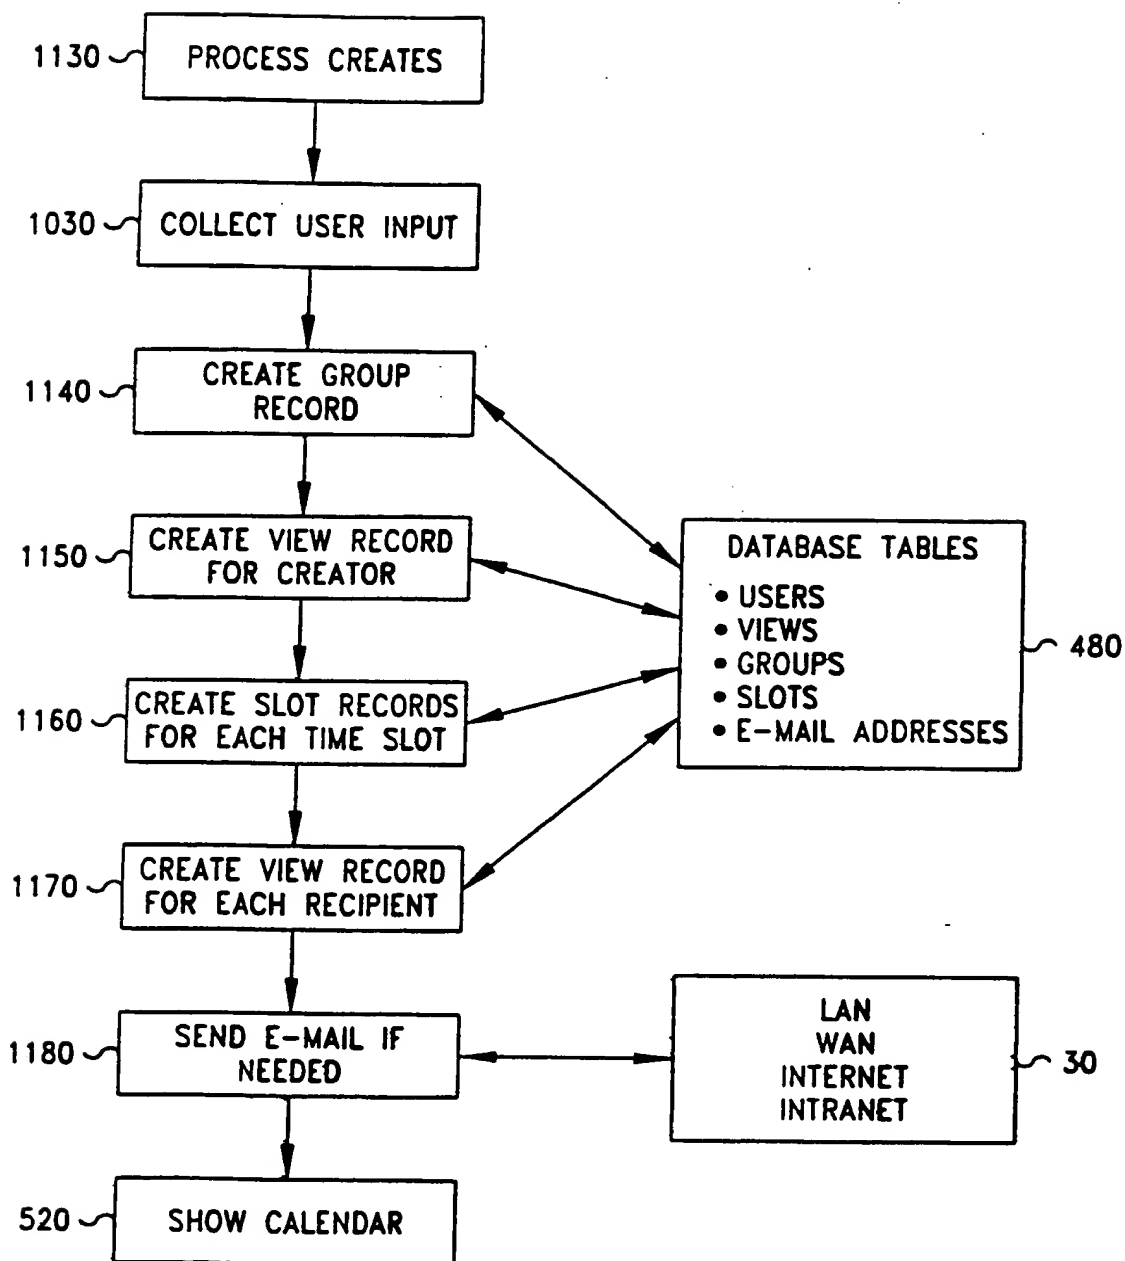 1130
PROCESS CREATES
1030
COLLECT USER INPUT
1140
CREATE GROUP
RECORD
1150
CREATE VIEW RECORD
FOR CREATOR
1160
CREATE SLOT RECORDS
FOR EACH TIME SLOT
1170
CREATE VIEW RECORD
FOR EACH RECIPIENT
1180
SEND E-MAIL IF
NEEDED
520
SHOW CALENDAR
DATABASE TABLES
• USERS
• VIEWS
• GROUPS
• SLOTS
• E-MAIL ADDRESSES
480
LAN
WAN
INTERNET
INTRANET
30